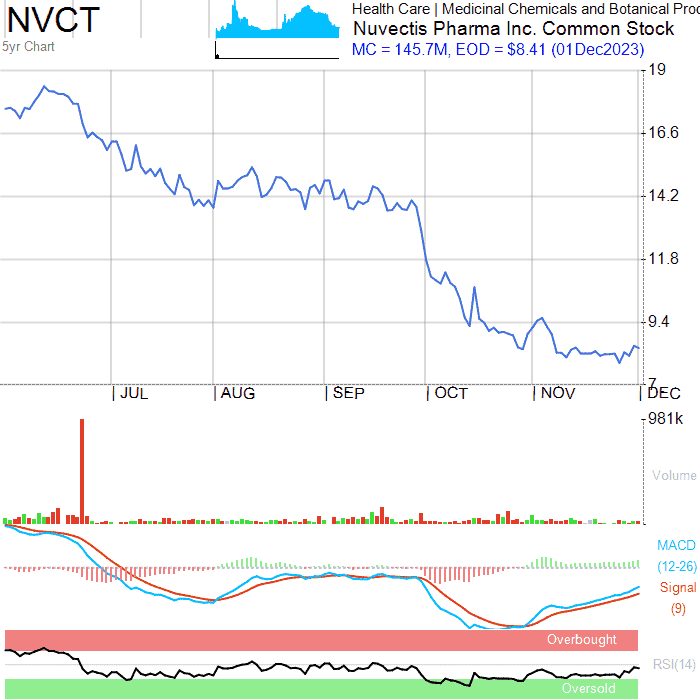 NVCT
5yr Chart
Health Care | Medicinal Chemicals and Botanical Prod
Nuvectis Pharma Inc. Common Stock
MC = 145.7M, EOD = $8.41 (01Dec2023)
19
16.6
14.2
11.8
9.4
7
JUL AUG SEP OCT NOV DEC
981k
Volume
MACD
(12-26)
Signal
(9)
Overbought
RSI(14)
Oversold